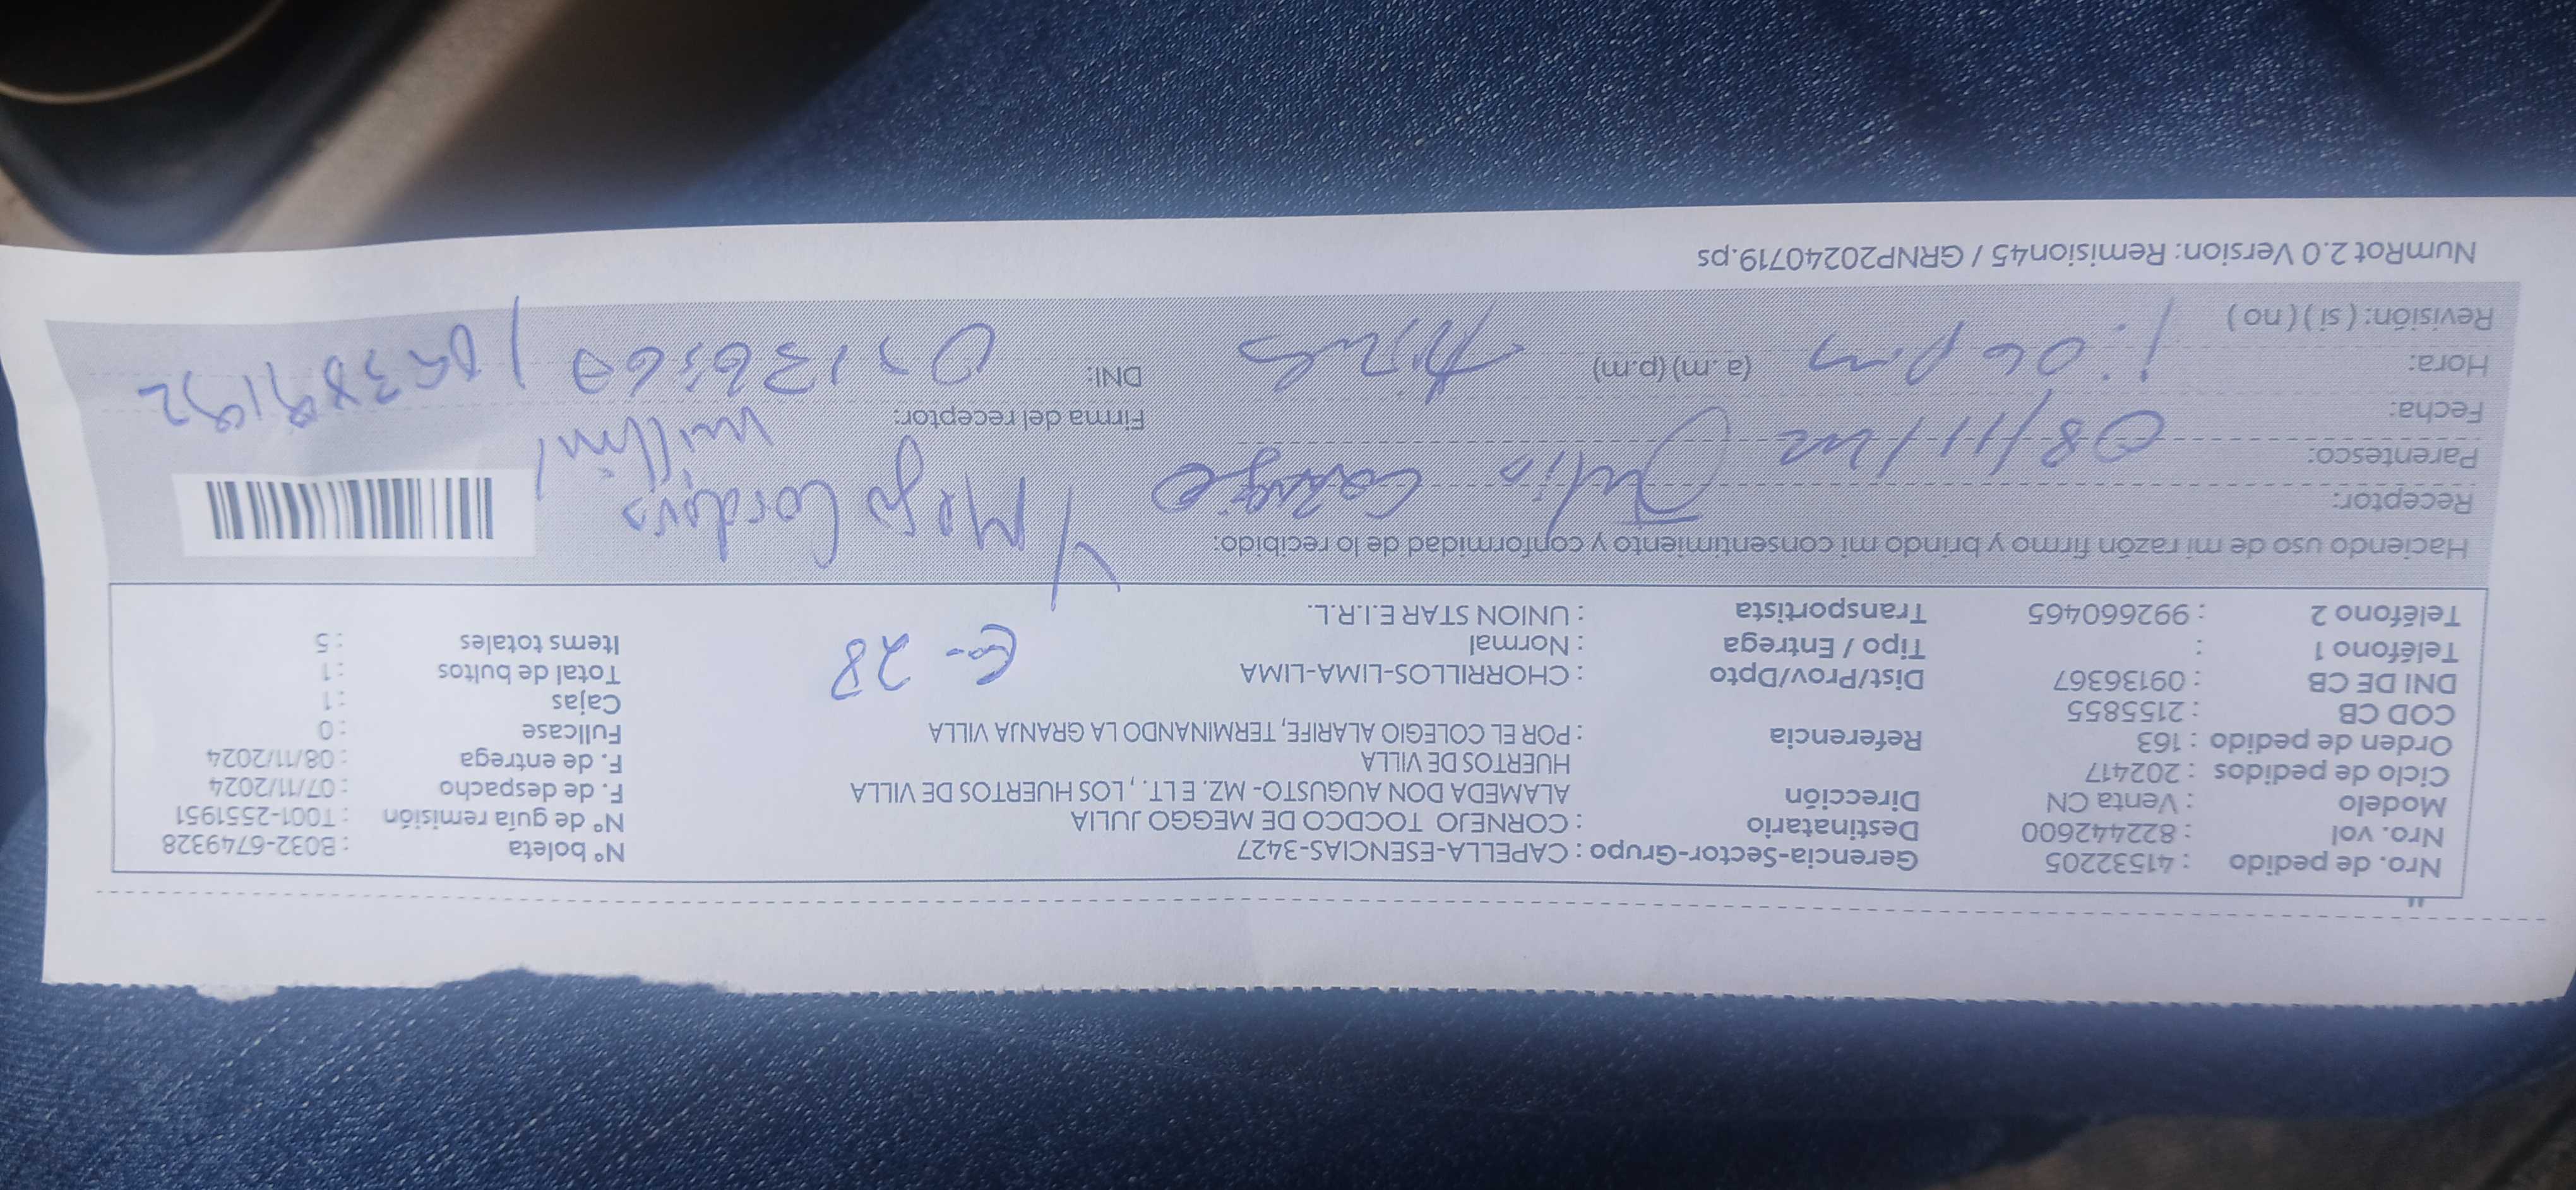 Nro. de pedido : 41532205 Gerencia-Sector-Grupo : CAPELLA-ESENCIAS-3427 N° boleta : B032-6749328
Nro. vol : 822442600 Destinatario : CORNEJO TOCDCO DE MEGGO JULIA N° de guía remisión : T001-2551951
Modelo : Venta CN Dirección ALAMEDA DON AUGUSTO- MZ. E LT. , LOS HUERTOS DE VILLA F. de despacho : 07/11/2024
Ciclo de pedidos : 202417 HUERTOS DE VILLA F. de entrega : 08/11/2024
Orden de pedido : 163 Referencia : POR EL COLEGIO ALARIFE, TERMINANDO LA GRANJA VILLA Fullcase : 0
COD CB : 2155855 Cajas : 1
DNI DE CB : 09136367 Dist/Prov/Dpto : CHORRILLOS-LIMA-LIMA Total de bultos : 1
Teléfono 1 : Tipo / Entrega : Normal E-28 Items totales : 5
Teléfono 2 : 992660465 Transportista : UNION STAR E.I.R.L.
Haciendo uso de mi razón firmo y brindo mi consentimiento y conformidad de lo recibido:
Receptor: Julia
Parentesco:
Fecha: 08/11/ Firma del receptor:
Hora: 1:06 pm (a. m) (p.m) DNI:
Revisión: ( si ) ( no )
NumRot 2.0 Version: Remision45 / GRNP20240719.ps